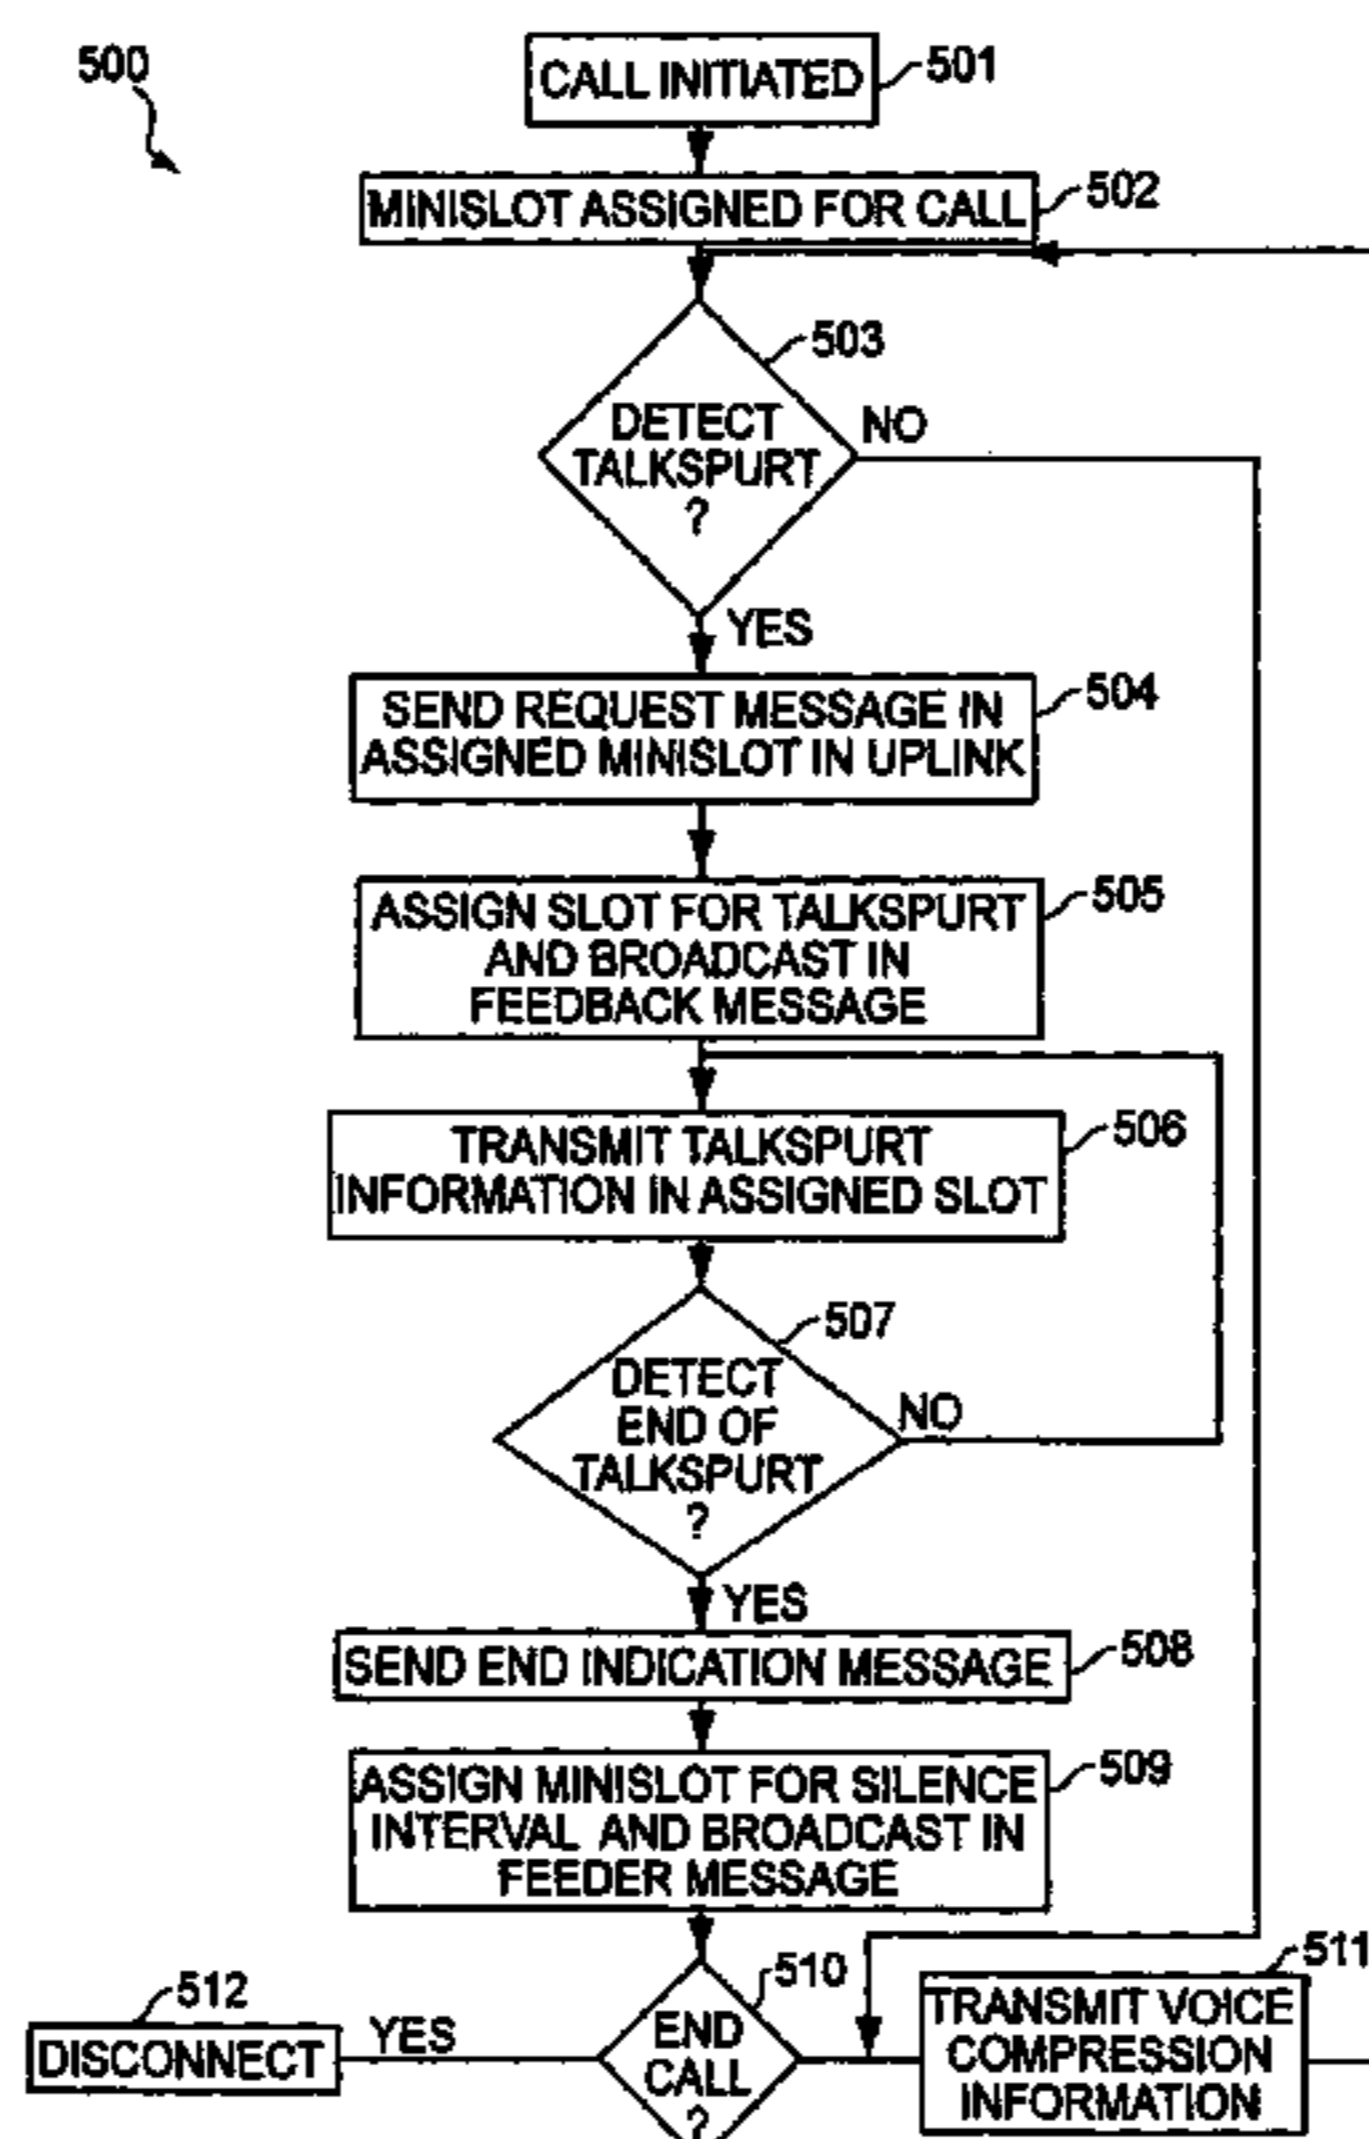 500
CALL INITIATED
501
MINISLOT ASSIGNED FOR CALL
502
503
DETECT
TALKSPURT
?
NO
YES
504
SEND REQUEST MESSAGE IN
ASSIGNED MINISLOT IN UPLINK
505
ASSIGN SLOT FOR TALKSPURT
AND BROADCAST IN
FEEDBACK MESSAGE
506
TRANSMIT TALKSPURT
INFORMATION IN ASSIGNED SLOT
507
DETECT
END OF
TALKSPURT
?
NO
YES
508
SEND END INDICATION MESSAGE
509
ASSIGN MINISLOT FOR SILENCE
INTERVAL AND BROADCAST IN
FEEDER MESSAGE
510
END
CALL
?
YES
512
DISCONNECT
511
TRANSMIT VOICE
COMPRESSION
INFORMATION